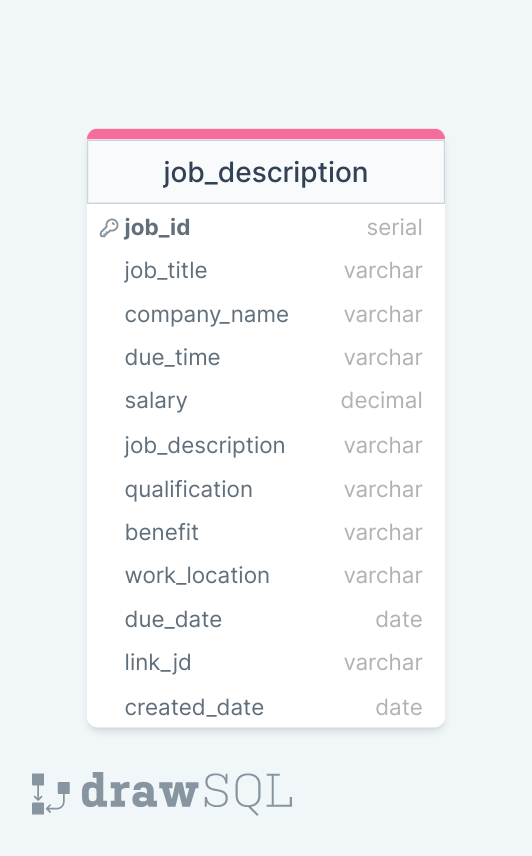 job_description
job_id serial
job_title varchar
company_name varchar
due_time varchar
salary decimal
job_description varchar
qualification varchar
benefit varchar
work_location varchar
due_date date
link_jd varchar
created_date date
drawSQL